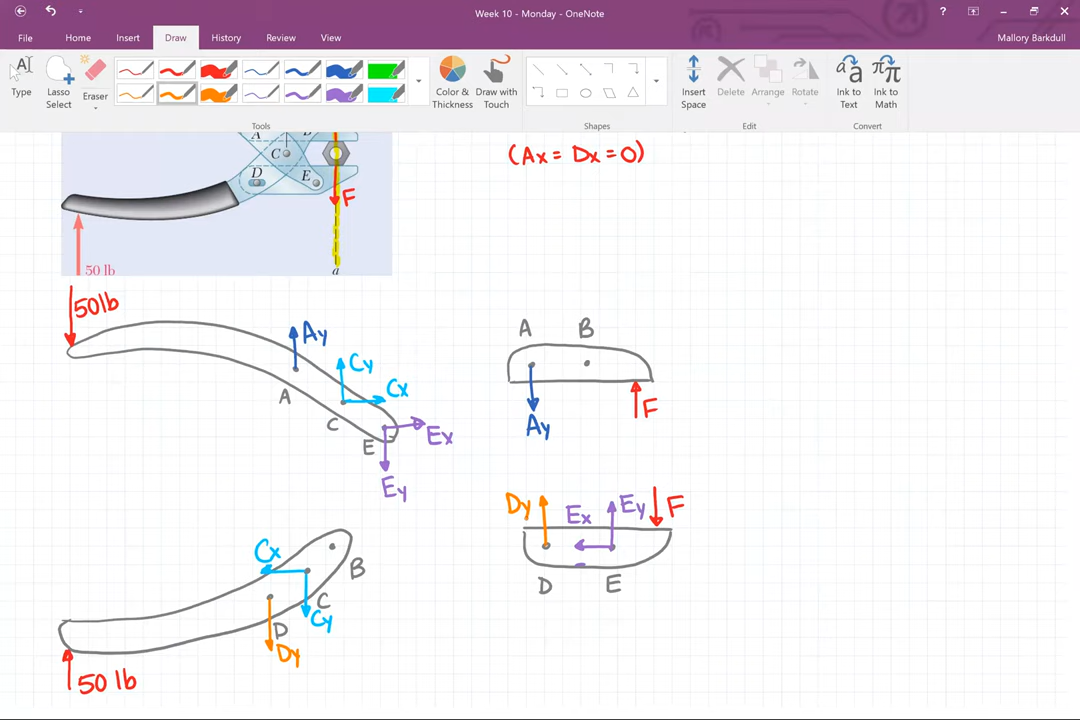 Week 10 - Monday - OneNote
?
File
Home
Insert
Draw
History
Review
View
Mallory Barkdull
Type
Lasso Select
Eraser
Color & Thickness
Draw with Touch
Insert Space
Delete
Arrange
Rotate
Ink to Text
Ink to Math
Tools
Shapes
Edit
Convert
A
C
D
E
F
50 lb
a
(Ax = Dx = 0)
50lb
Ay
Cy
Cx
A
C
E
Ex
Ey
A
B
Ay
F
Dy
Ex
Ey
F
D
E
Cx
B
C
Cy
D
Dy
50 lb